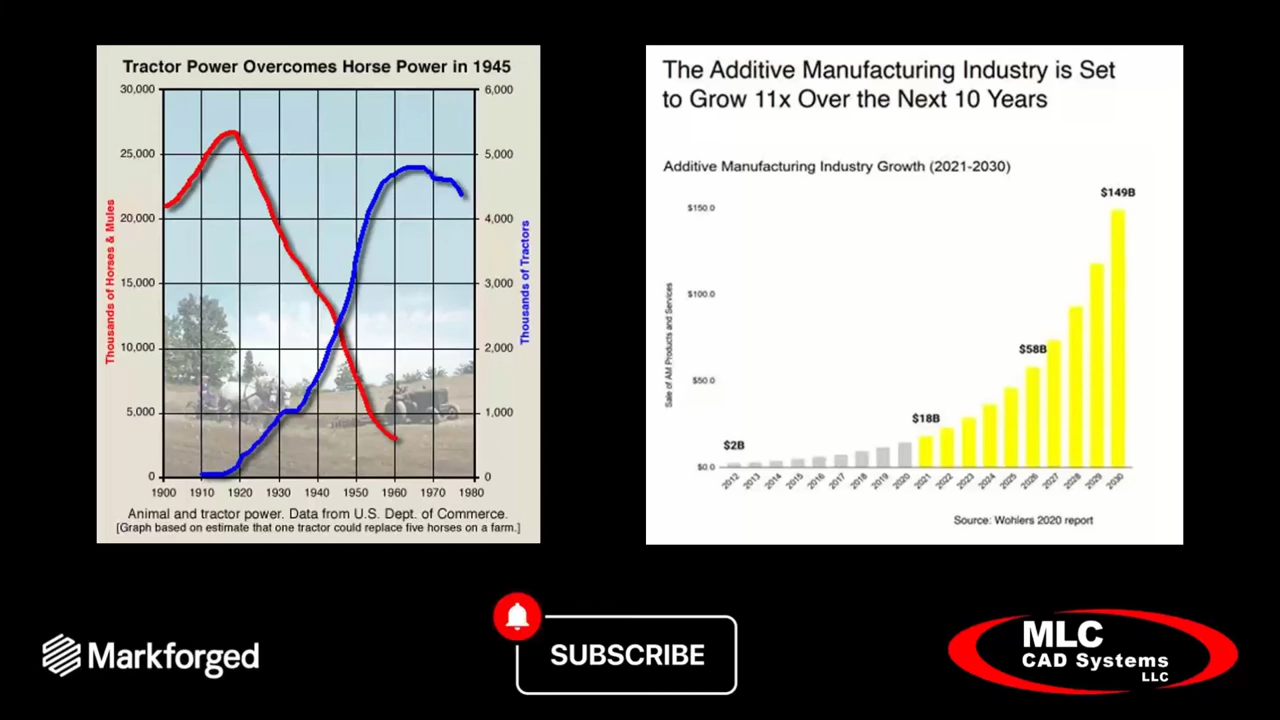 Tractor Power Overcomes Horse Power in 1945
30,000
25,000
20,000
15,000
10,000
5,000
0
Thousands of Horses & Mules
6,000
5,000
4,000
3,000
2,000
1,000
0
Thousands of Tractors
1900 1910 1920 1930 1940 1950 1960 1970 1980
Animal and tractor power. Data from U.S. Dept. of Commerce.
[Graph based on estimate that one tractor could replace five horses on a farm.]
The Additive Manufacturing Industry is Set
to Grow 11x Over the Next 10 Years
Additive Manufacturing Industry Growth (2021-2030)
$150.0
$100.0
$50.0
$0.0
Sale of AM Products and Services
$2B
$18B
$58B
$149B
2012 2013 2014 2015 2016 2017 2018 2019 2020 2021 2022 2023 2024 2025 2026 2027 2028 2029 2030
Source: Wohlers 2020 report
Markforged
SUBSCRIBE
MLC
CAD Systems
LLC